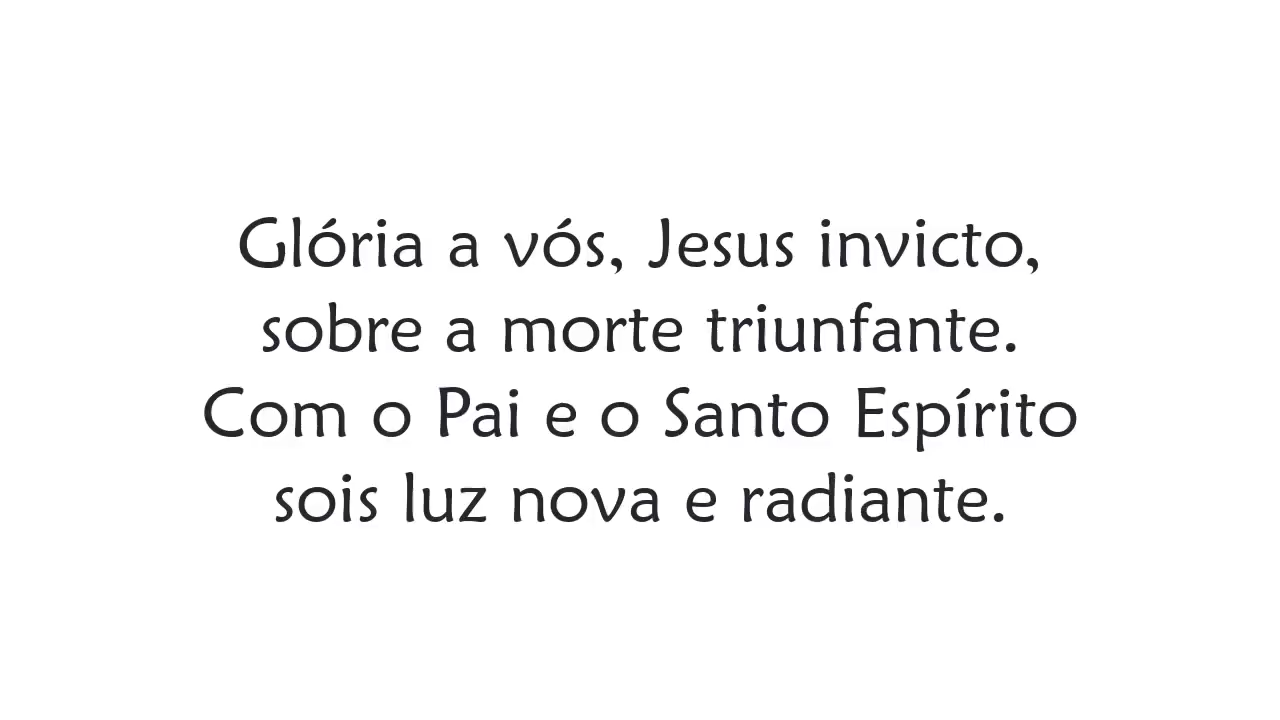 Glória a vós, Jesus invicto,
sobre a morte triunfante.
Com o Pai e o Santo Espírito
sois luz nova e radiante.